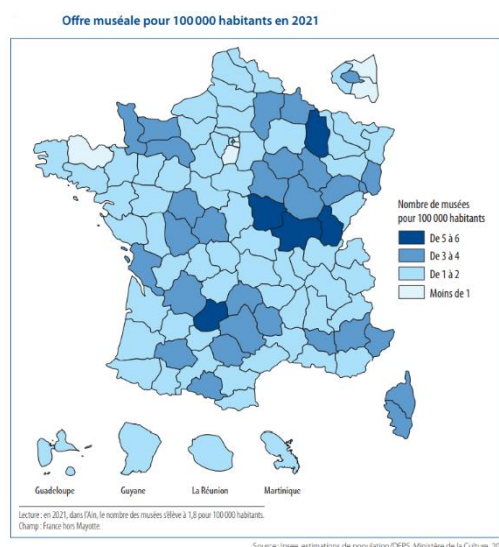 Offre muséale pour 100 000 habitants en 2021
Nombre de musées
pour 100 000 habitants
De 5 à 6
De 3 à 4
De 1 à 2
Moins de 1
Guadeloupe
Guyane
La Réunion
Martinique
Lecture : en 2021, dans l'Ain, le nombre des musées s'élève à 1,8 pour 100 000 habitants.
Champ : France hors Mayotte.
Source : Insee, estimations de population/DEPS, Ministère de la Culture,